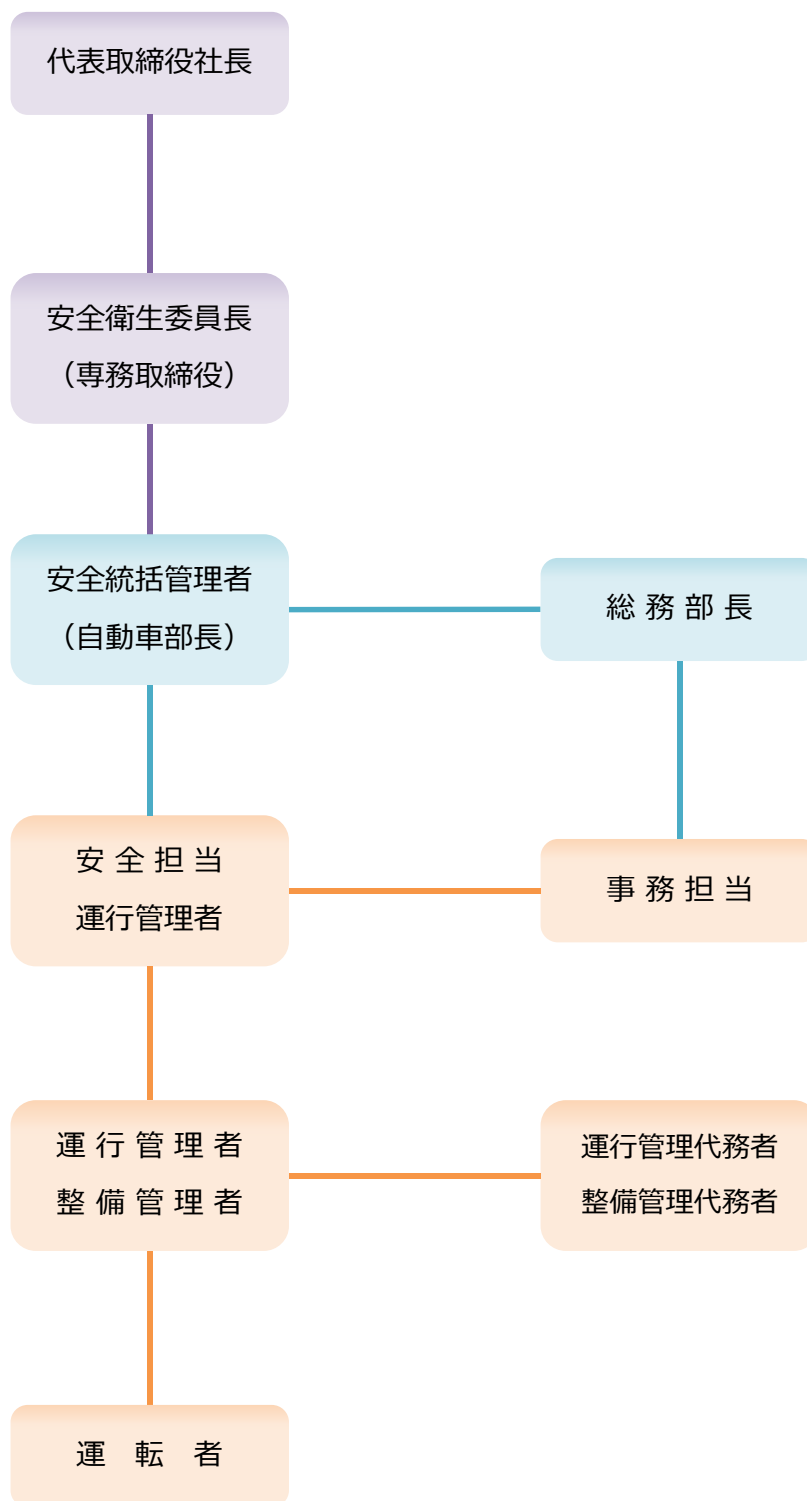 代表取締役社長
安全衛生委員長
（専務取締役）
安全統括管理者
（自動車部長）
総 務 部 長
安 全 担 当
運行管理者
事 務 担 当
運 行 管 理 者
整 備 管 理 者
運行管理代務者
整備管理代務者
運　転　者